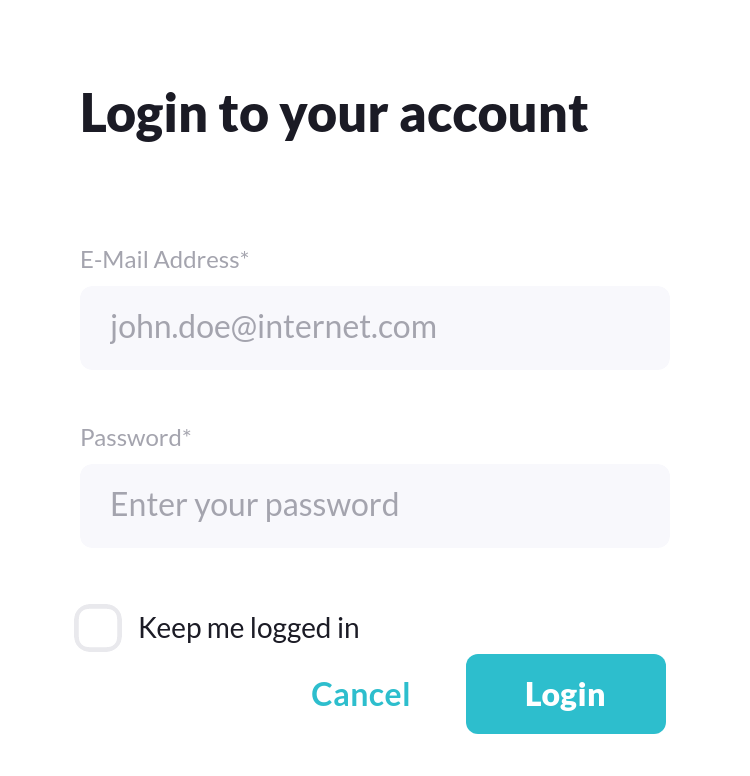 Login to your account
E-Mail Address*
john.doe@internet.com
Password*
Enter your password
Keep me logged in
Cancel
Login